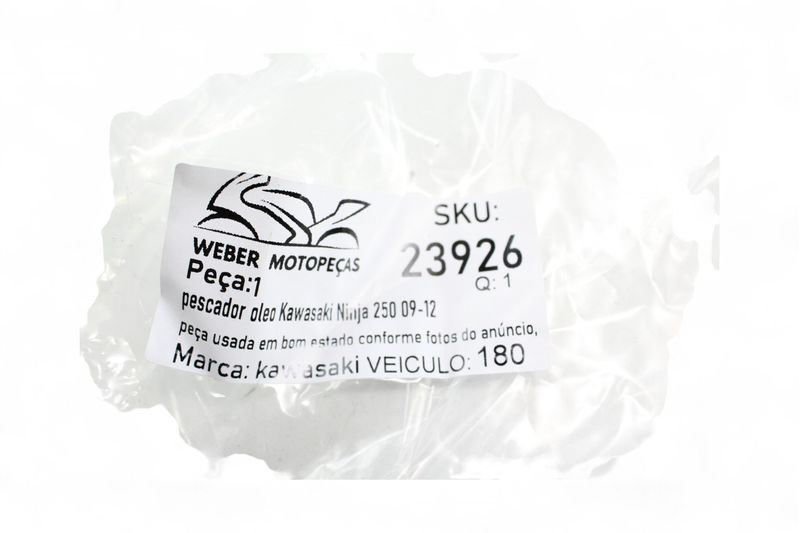 WEBER MOTOPEÇAS
SKU:
23926
Q: 1
Peça:1
pescador oleo Kawasaki Ninja 250 09-12
peça usada em bom estado conforme fotos do anúncio,
Marca: kawasaki VEICULO: 180